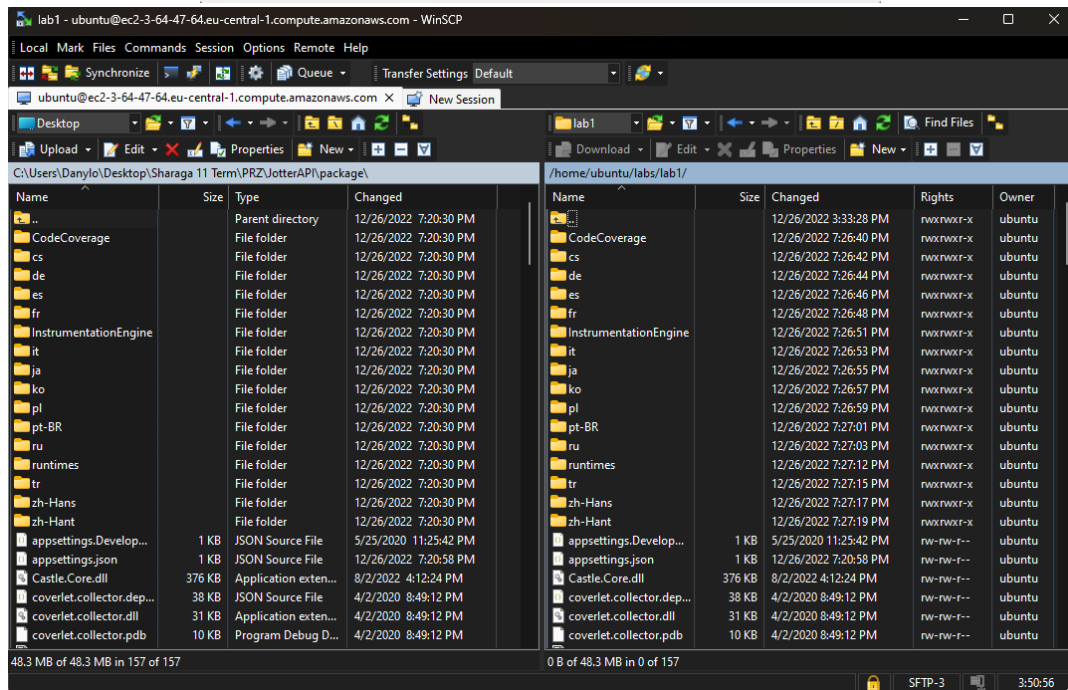 lab1 - ubuntu@ec2-3-64-47-64.eu-central-1.compute.amazonaws.com - WinSCP
Local Mark Files Commands Session Options Remote Help
Synchronize Queue Transfer Settings Default
ubuntu@ec2-3-64-47-64.eu-central-1.compute.amazonaws.com X New Session
Desktop lab1 Find Files
Upload Edit Properties New Download Edit Properties New
C:\Users\Danylo\Desktop\Sharaga 11 Term\PRZ\JotterAPI\package\ /home/ubuntu/labs/lab1/
Name Size Type Changed Name Size Changed Rights Owner
.. Parent directory 12/26/2022 7:20:30 PM .. 12/26/2022 3:33:28 PM rwxrwxr-x ubuntu
CodeCoverage File folder 12/26/2022 7:20:30 PM CodeCoverage 12/26/2022 7:26:40 PM rwxrwxr-x ubuntu
cs File folder 12/26/2022 7:20:30 PM cs 12/26/2022 7:26:42 PM rwxrwxr-x ubuntu
de File folder 12/26/2022 7:20:30 PM de 12/26/2022 7:26:44 PM rwxrwxr-x ubuntu
es File folder 12/26/2022 7:20:30 PM es 12/26/2022 7:26:46 PM rwxrwxr-x ubuntu
fr File folder 12/26/2022 7:20:30 PM fr 12/26/2022 7:26:48 PM rwxrwxr-x ubuntu
InstrumentationEngine File folder 12/26/2022 7:20:30 PM InstrumentationEngine 12/26/2022 7:26:51 PM rwxrwxr-x ubuntu
it File folder 12/26/2022 7:20:30 PM it 12/26/2022 7:26:53 PM rwxrwxr-x ubuntu
ja File folder 12/26/2022 7:20:30 PM ja 12/26/2022 7:26:55 PM rwxrwxr-x ubuntu
ko File folder 12/26/2022 7:20:30 PM ko 12/26/2022 7:26:57 PM rwxrwxr-x ubuntu
pl File folder 12/26/2022 7:20:30 PM pl 12/26/2022 7:26:59 PM rwxrwxr-x ubuntu
pt-BR File folder 12/26/2022 7:20:30 PM pt-BR 12/26/2022 7:27:01 PM rwxrwxr-x ubuntu
ru File folder 12/26/2022 7:20:30 PM ru 12/26/2022 7:27:03 PM rwxrwxr-x ubuntu
runtimes File folder 12/26/2022 7:20:30 PM runtimes 12/26/2022 7:27:12 PM rwxrwxr-x ubuntu
tr File folder 12/26/2022 7:20:30 PM tr 12/26/2022 7:27:15 PM rwxrwxr-x ubuntu
zh-Hans File folder 12/26/2022 7:20:30 PM zh-Hans 12/26/2022 7:27:17 PM rwxrwxr-x ubuntu
zh-Hant File folder 12/26/2022 7:20:30 PM zh-Hant 12/26/2022 7:27:19 PM rwxrwxr-x ubuntu
appsettings.Develop... 1 KB JSON Source File 5/25/2020 11:25:42 PM appsettings.Develop... 1 KB 5/25/2020 11:25:42 PM rw-rw-r-- ubuntu
appsettings.json 1 KB JSON Source File 12/26/2022 7:20:58 PM appsettings.json 1 KB 12/26/2022 7:20:58 PM rw-rw-r-- ubuntu
Castle.Core.dll 376 KB Application exten... 8/2/2022 4:12:24 PM Castle.Core.dll 376 KB 8/2/2022 4:12:24 PM rw-rw-r-- ubuntu
coverlet.collector.dep... 38 KB JSON Source File 4/2/2020 8:49:12 PM coverlet.collector.dep... 38 KB 4/2/2020 8:49:12 PM rw-rw-r-- ubuntu
coverlet.collector.dll 31 KB Application exten... 4/2/2020 8:49:12 PM coverlet.collector.dll 31 KB 4/2/2020 8:49:12 PM rw-rw-r-- ubuntu
coverlet.collector.pdb 10 KB Program Debug D... 4/2/2020 8:49:12 PM coverlet.collector.pdb 10 KB 4/2/2020 8:49:12 PM rw-rw-r-- ubuntu
48.3 MB of 48.3 MB in 157 of 157 0 B of 48.3 MB in 0 of 157
SFTP-3 3:50:56